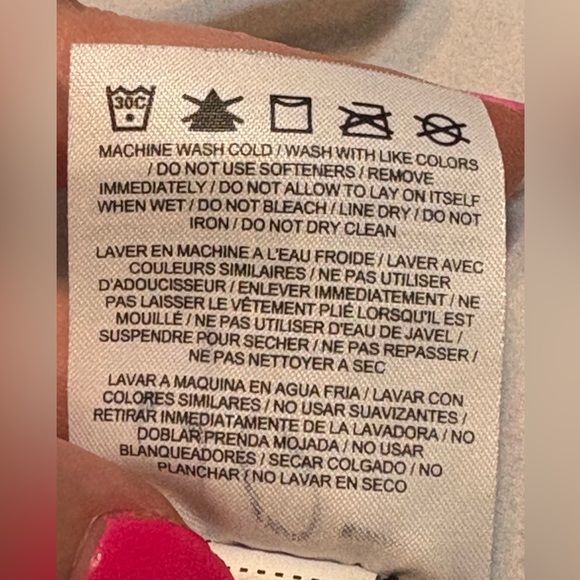 30C
MACHINE WASH COLD / WASH WITH LIKE COLORS
/ DO NOT USE SOFTENERS / REMOVE
IMMEDIATELY / DO NOT ALLOW TO LAY ON ITSELF
WHEN WET / DO NOT BLEACH / LINE DRY / DO NOT
IRON / DO NOT DRY CLEAN
LAVER EN MACHINE A L'EAU FROIDE / LAVER AVEC
COULEURS SIMILAIRES / NE PAS UTILISER
D'ADOUCISSEUR / ENLEVER IMMEDIATEMENT / NE
PAS LAISSER LE VÊTEMENT PLIÉ LORSQU'IL EST
MOUILLÉ / NE PAS UTILISER D'EAU DE JAVEL /
SUSPENDRE POUR SECHER / NE PAS REPASSER /
NE PAS NETTOYER A SEC
LAVAR A MAQUINA EN AGUA FRIA / LAVAR CON
COLORES SIMILARES / NO USAR SUAVIZANTES /
RETIRAR INMEDIATAMENTE DE LA LAVADORA / NO
DOBLAR PRENDA MOJADA / NO USAR
BLANQUEADORES / SECAR COLGADO / NO
PLANCHAR / NO LAVAR EN SECO